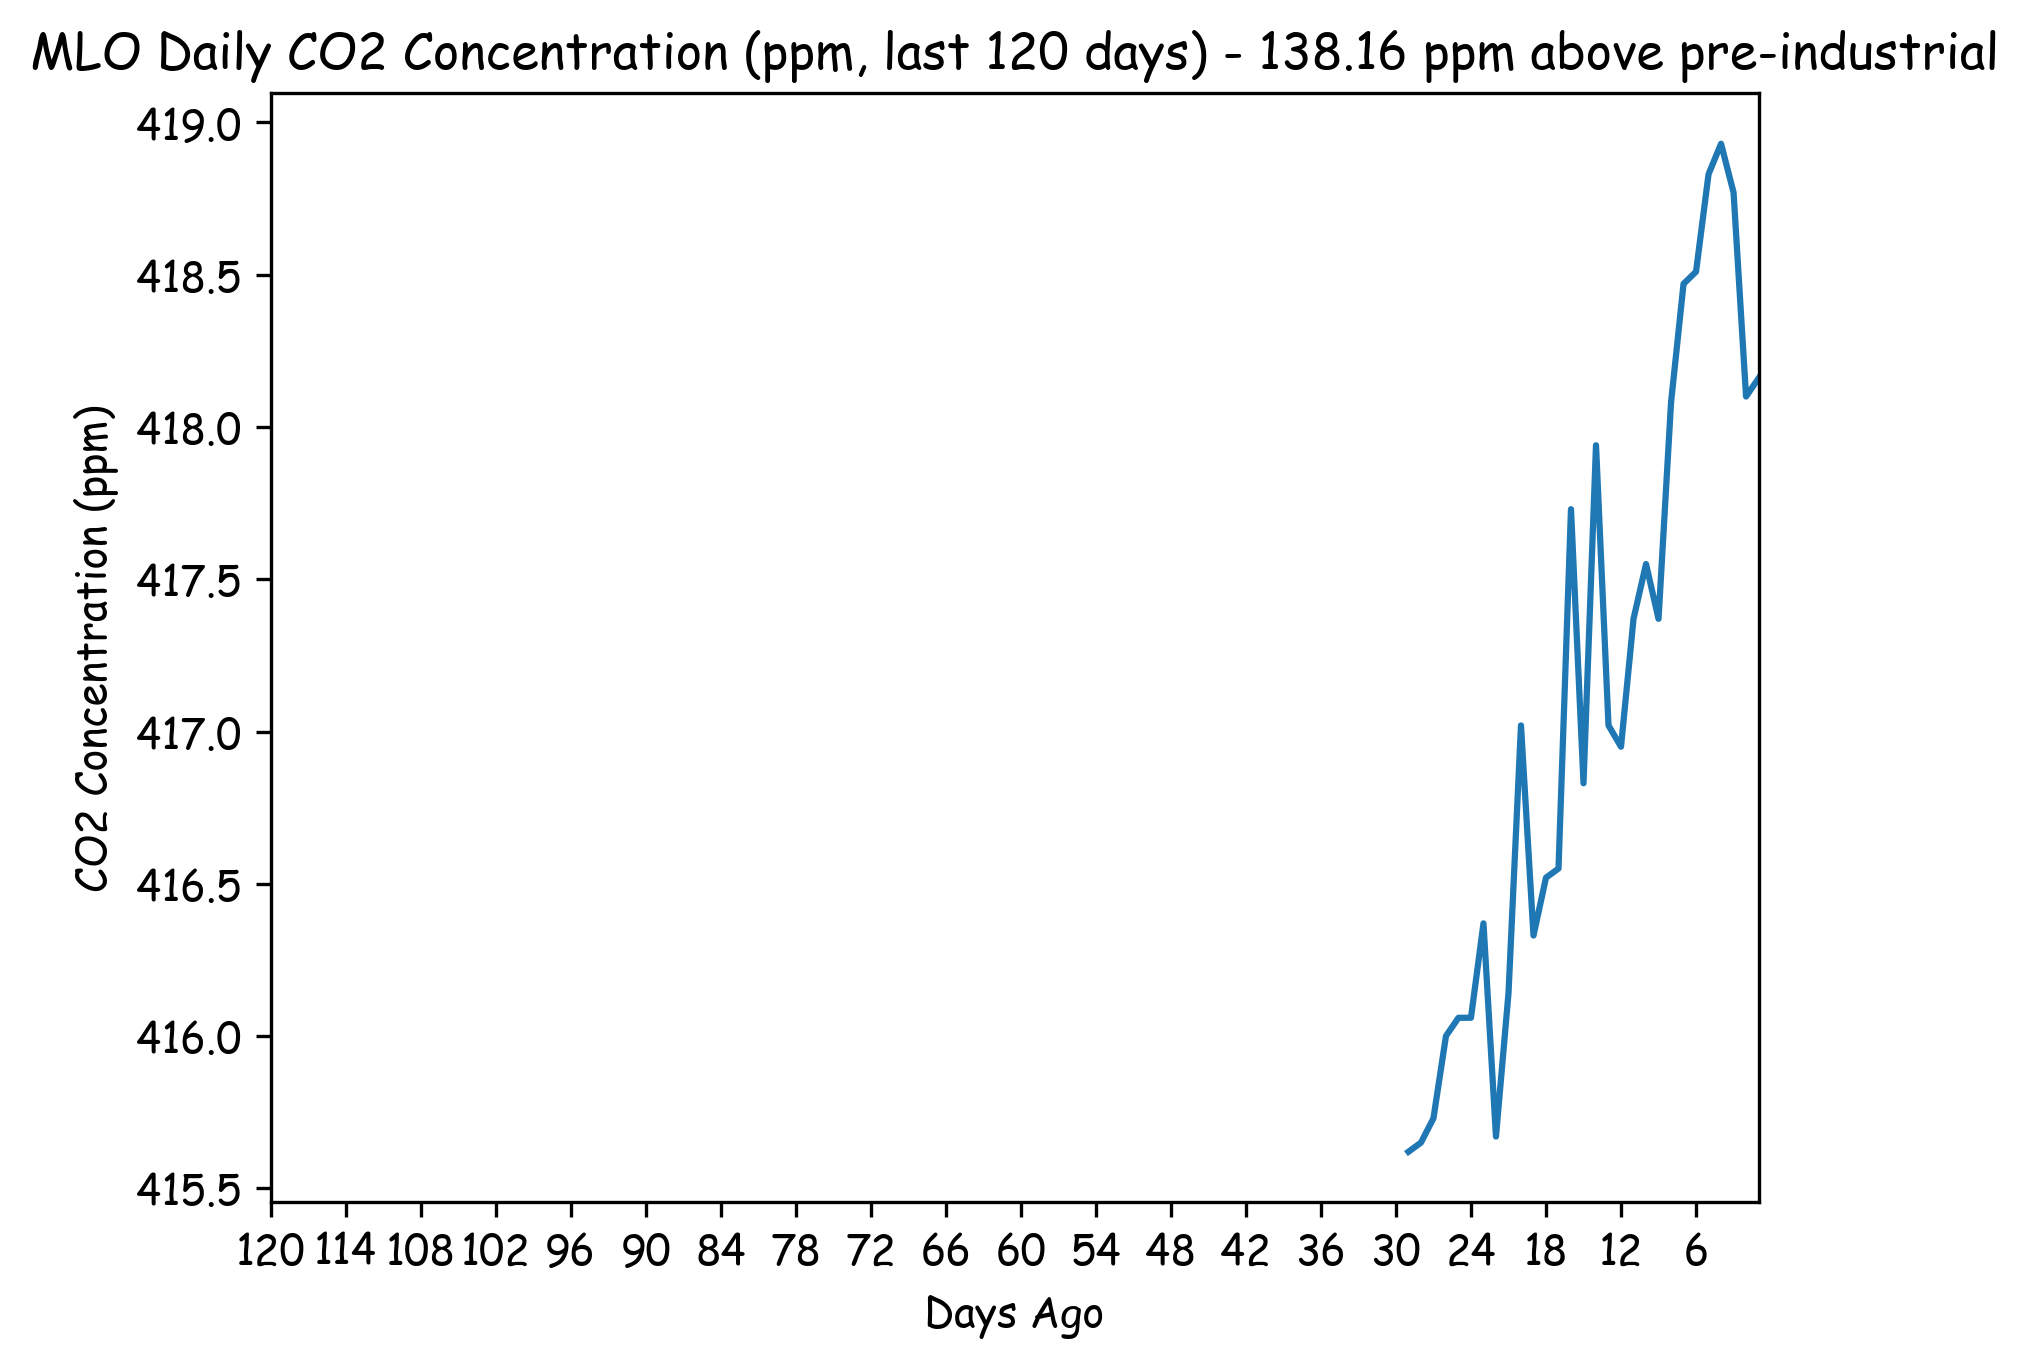 MLO Daily CO2 Concentration (ppm, last 120 days) - 138.16 ppm above pre-industrial
419.0
418.5
418.0
417.5
417.0
416.5
416.0
415.5
CO2 Concentration (ppm)
120 114 108 102 96 90 84 78 72 66 60 54 48 42 36 30 24 18 12 6
Days Ago